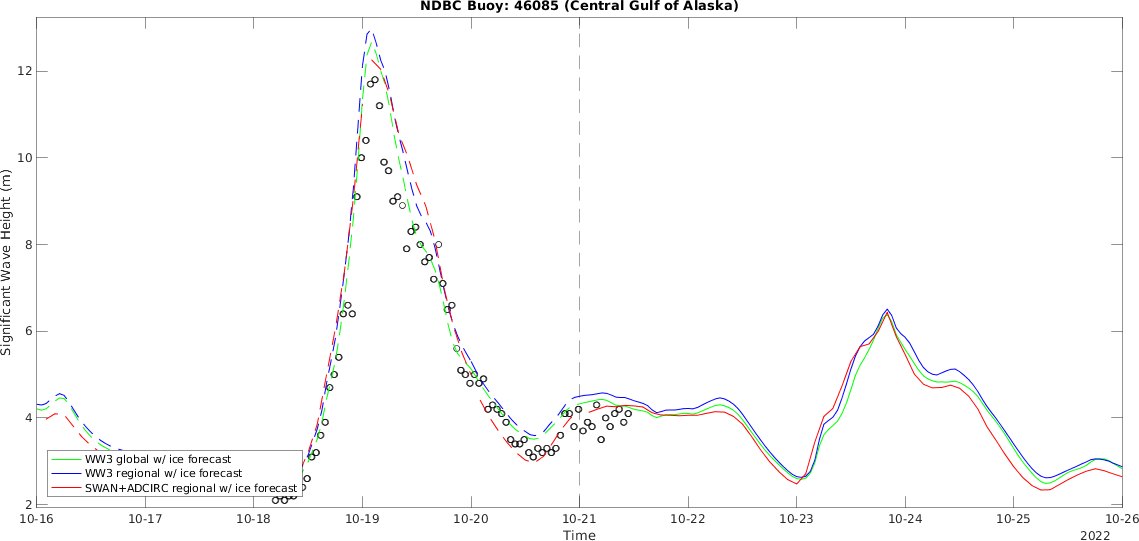 NDBC Buoy: 46085 (Central Gulf of Alaska)
Significant Wave Height (m)
12
10
8
6
4
2
WW3 global w/ ice forecast
WW3 regional w/ ice forecast
SWAN+ADCIRC regional w/ ice forecast
10-16 10-17 10-18 10-19 10-20 10-21 10-22 10-23 10-24 10-25 10-26
Time
2022